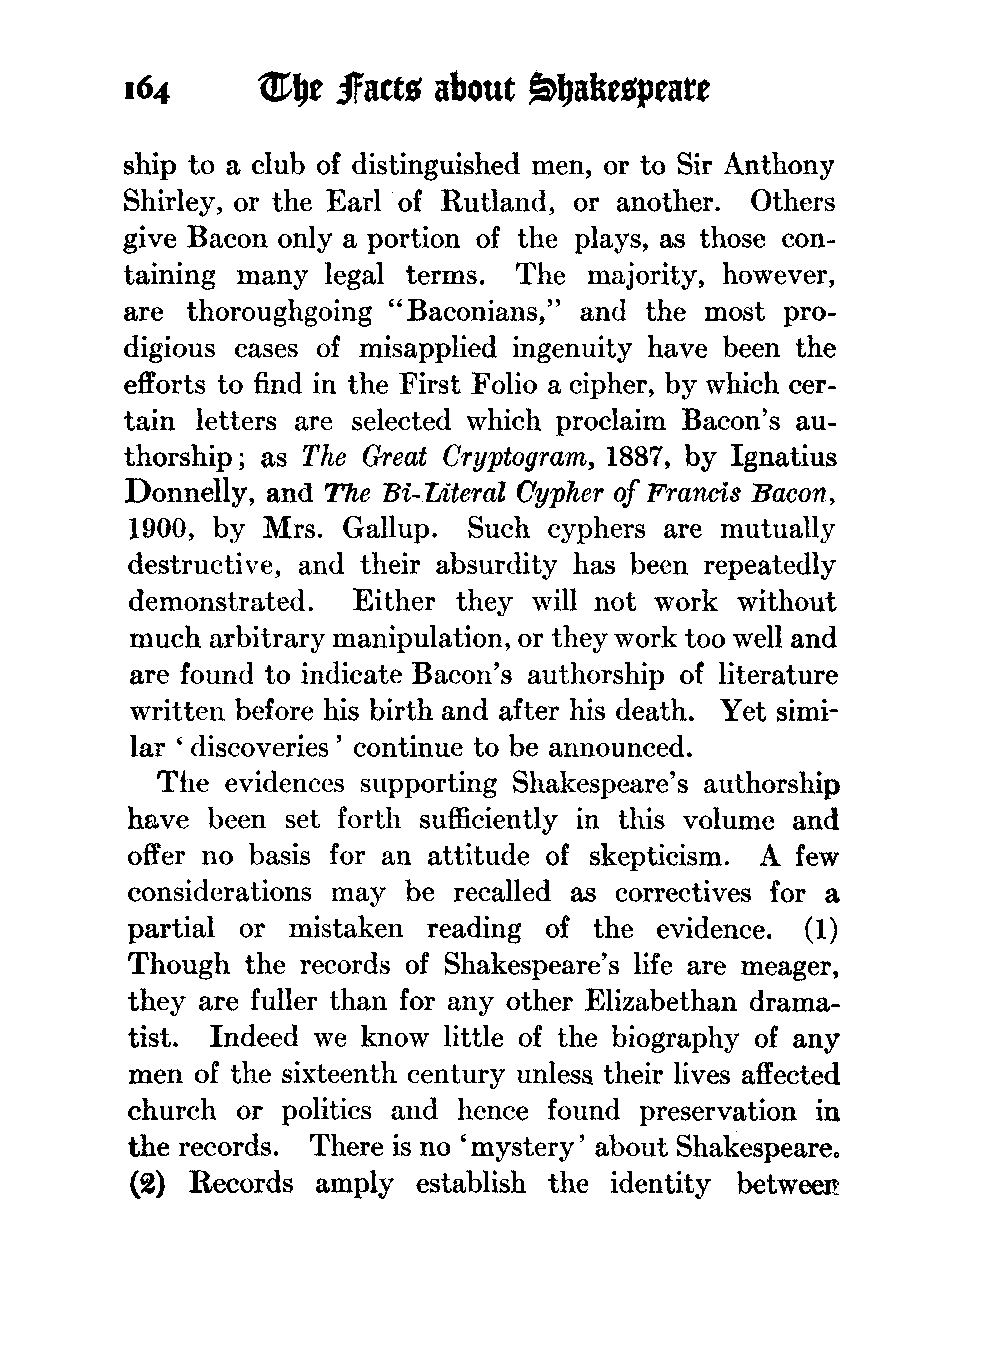 164 The Facts about Shakespeare
ship to a club of distinguished men, or to Sir Anthony
Shirley, or the Earl of Rutland, or another. Others
give Bacon only a portion of the plays, as those con-
taining many legal terms. The majority, however,
are thoroughgoing “Baconians,” and the most pro-
digious cases of misapplied ingenuity have been the
efforts to find in the First Folio a cipher, by which cer-
tain letters are selected which proclaim Bacon’s au-
thorship; as The Great Cryptogram, 1887, by Ignatius
Donnelly, and The Bi-Literal Cypher of Francis Bacon,
1900, by Mrs. Gallup. Such cyphers are mutually
destructive, and their absurdity has been repeatedly
demonstrated. Either they will not work without
much arbitrary manipulation, or they work too well and
are found to indicate Bacon’s authorship of literature
written before his birth and after his death. Yet simi-
lar ‘discoveries’ continue to be announced.
The evidences supporting Shakespeare’s authorship
have been set forth sufficiently in this volume and
offer no basis for an attitude of skepticism. A few
considerations may be recalled as correctives for a
partial or mistaken reading of the evidence. (1)
Though the records of Shakespeare’s life are meager,
they are fuller than for any other Elizabethan drama-
tist. Indeed we know little of the biography of any
men of the sixteenth century unless their lives affected
church or politics and hence found preservation in
the records. There is no ‘mystery’ about Shakespeare.
(2) Records amply establish the identity between